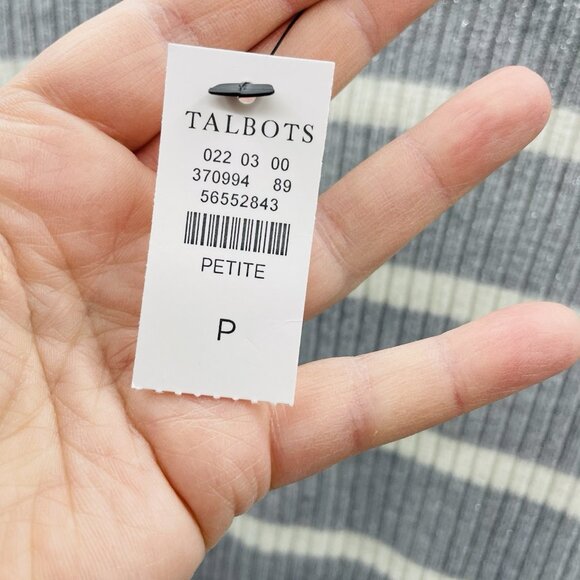 TALBOTS
022 03 00
370994 89
56552843
PETITE
P